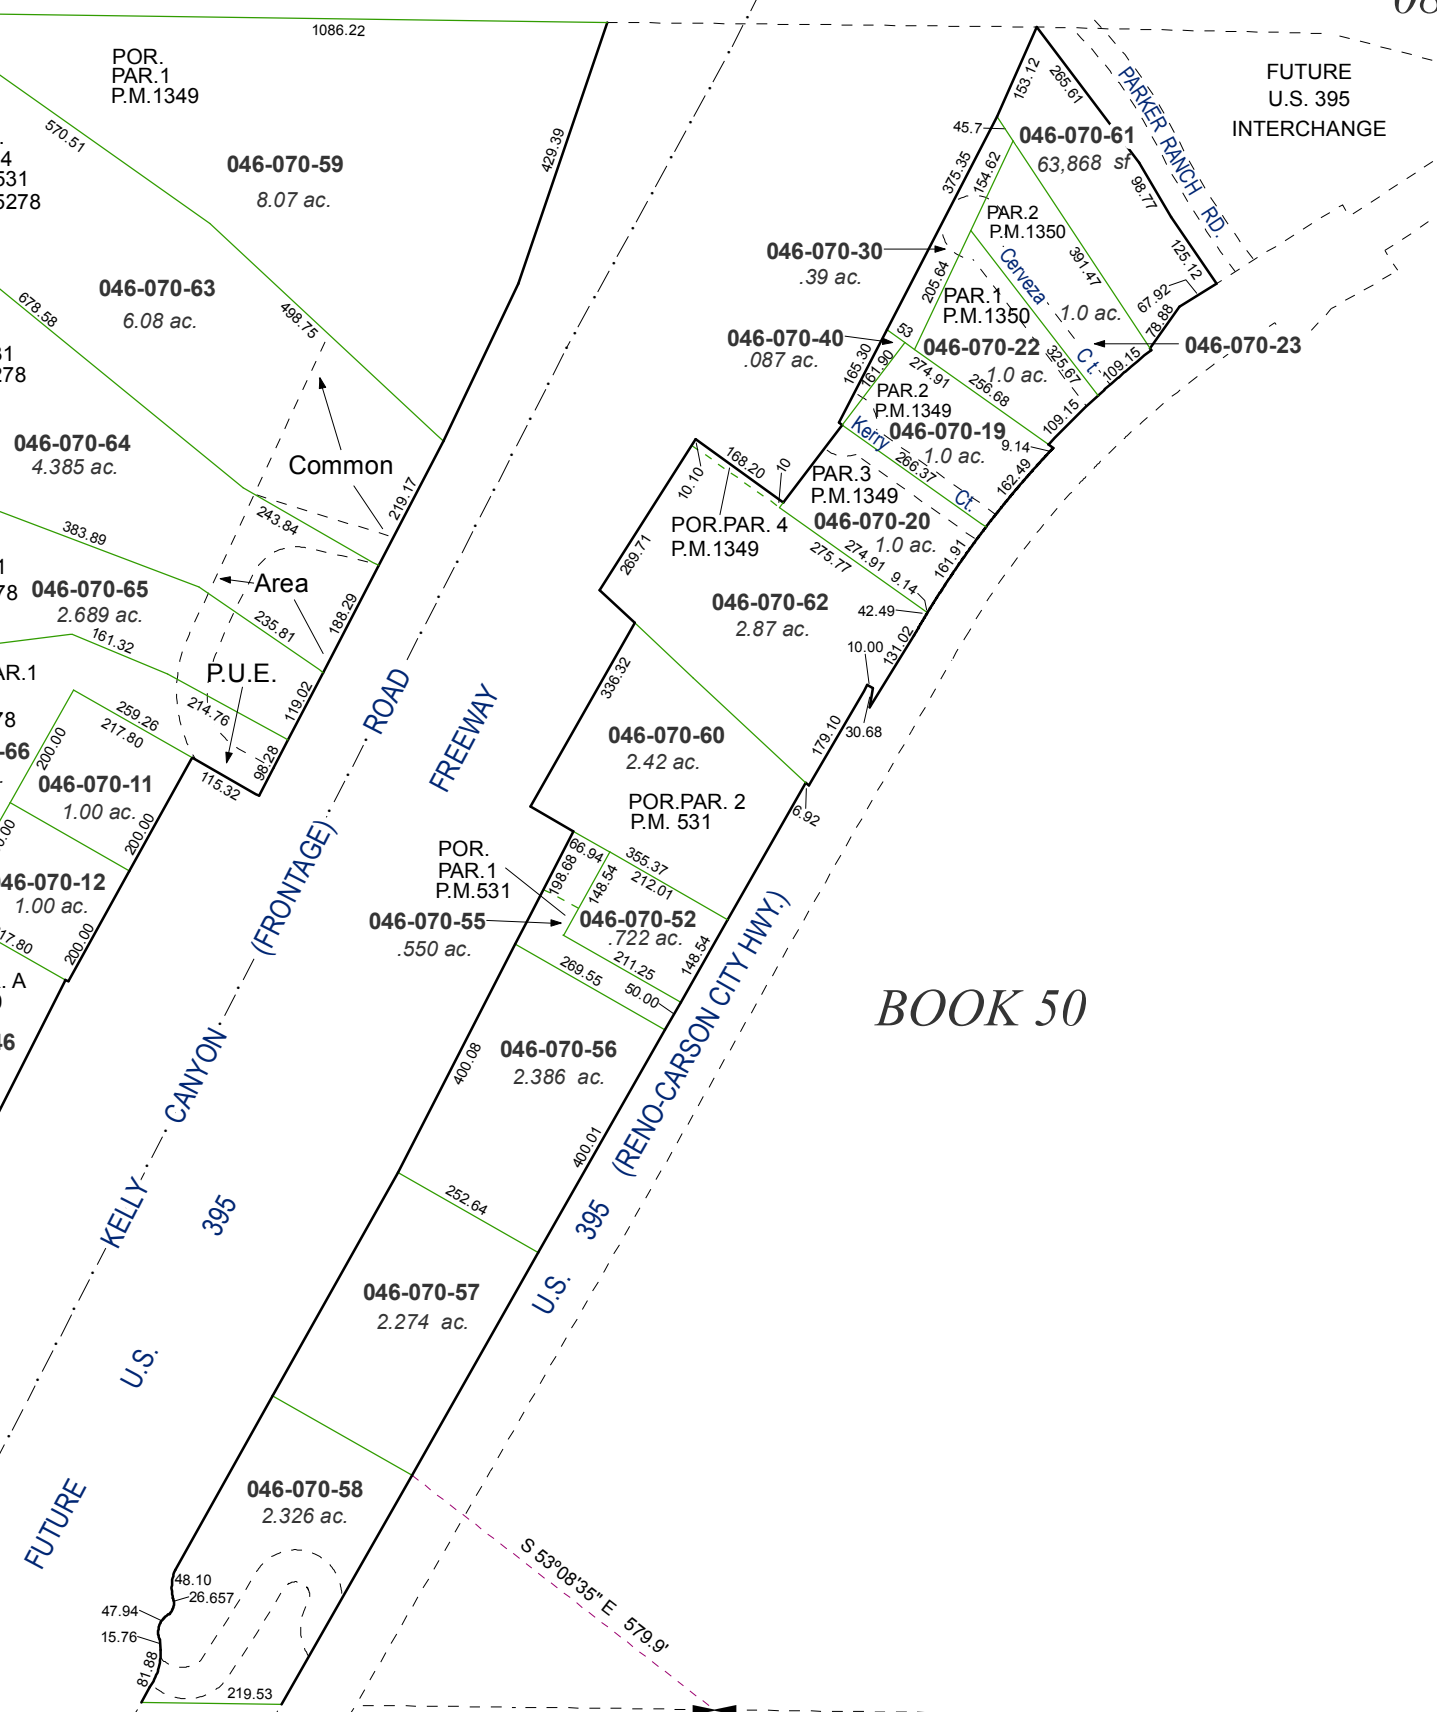 1086.22
POR.
PAR.1
P.M.1349
570.51
046-070-59
8.07 ac.
429.39
5278
046-070-63
6.08 ac.
678.58
498.75
278
046-070-64
4.385 ac.
Common
219.17
243.84
383.89
046-070-65
2.689 ac.
Area
188.29
235.81
161.32
P.U.E.
119.02
214.76
98.28
115.32
AR.1
78
-66
259.26
217.80
200.00
046-070-11
1.00 ac.
200.00
46-070-12
1.00 ac.
200.00
17.80
. A
46
FUTURE
U.S. 395
INTERCHANGE
PARKER RANCH RD.
153.12
265.61
45.7
046-070-61
63,868 sf
98.77
125.12
67.92
78.88
375.35
154.62
PAR.2
P.M.1350
391.47
Cerveza
Ct.
046-070-30
.39 ac.
205.64
PAR.1
P.M.1350
1.0 ac.
046-070-23
109.15
53
046-070-40
.087 ac.
046-070-22
1.0 ac.
325.67
165.30
161.90
274.91
256.68
109.15
PAR.2
P.M.1349
046-070-19
1.0 ac.
9.14
162.49
Kerry
Ct.
266.37
PAR.3
P.M.1349
046-070-20
1.0 ac.
161.91
168.20
10
10.10
POR.PAR. 4
P.M.1349
269.71
274.91
275.77
9.14
42.49
046-070-62
2.87 ac.
131.02
10.00
30.68
336.32
179.10
046-070-60
2.42 ac.
POR.PAR. 2
P.M. 531
6.92
POR.
PAR.1
P.M.531
66.94
355.37
212.01
198.68
148.54
046-070-55
.550 ac.
046-070-52
.722 ac.
148.54
211.25
269.55
50.00
046-070-56
2.386 ac.
400.08
400.01
252.64
046-070-57
2.274 ac.
046-070-58
2.326 ac.
48.10
26.657
47.94
15.76
81.88
219.53
KELLY CANYON (FRONTAGE) ROAD
FUTURE U.S. 395 FREEWAY
U.S. 395 (RENO-CARSON CITY HWY.)
BOOK 50
S 53°08'35" E 579.9'